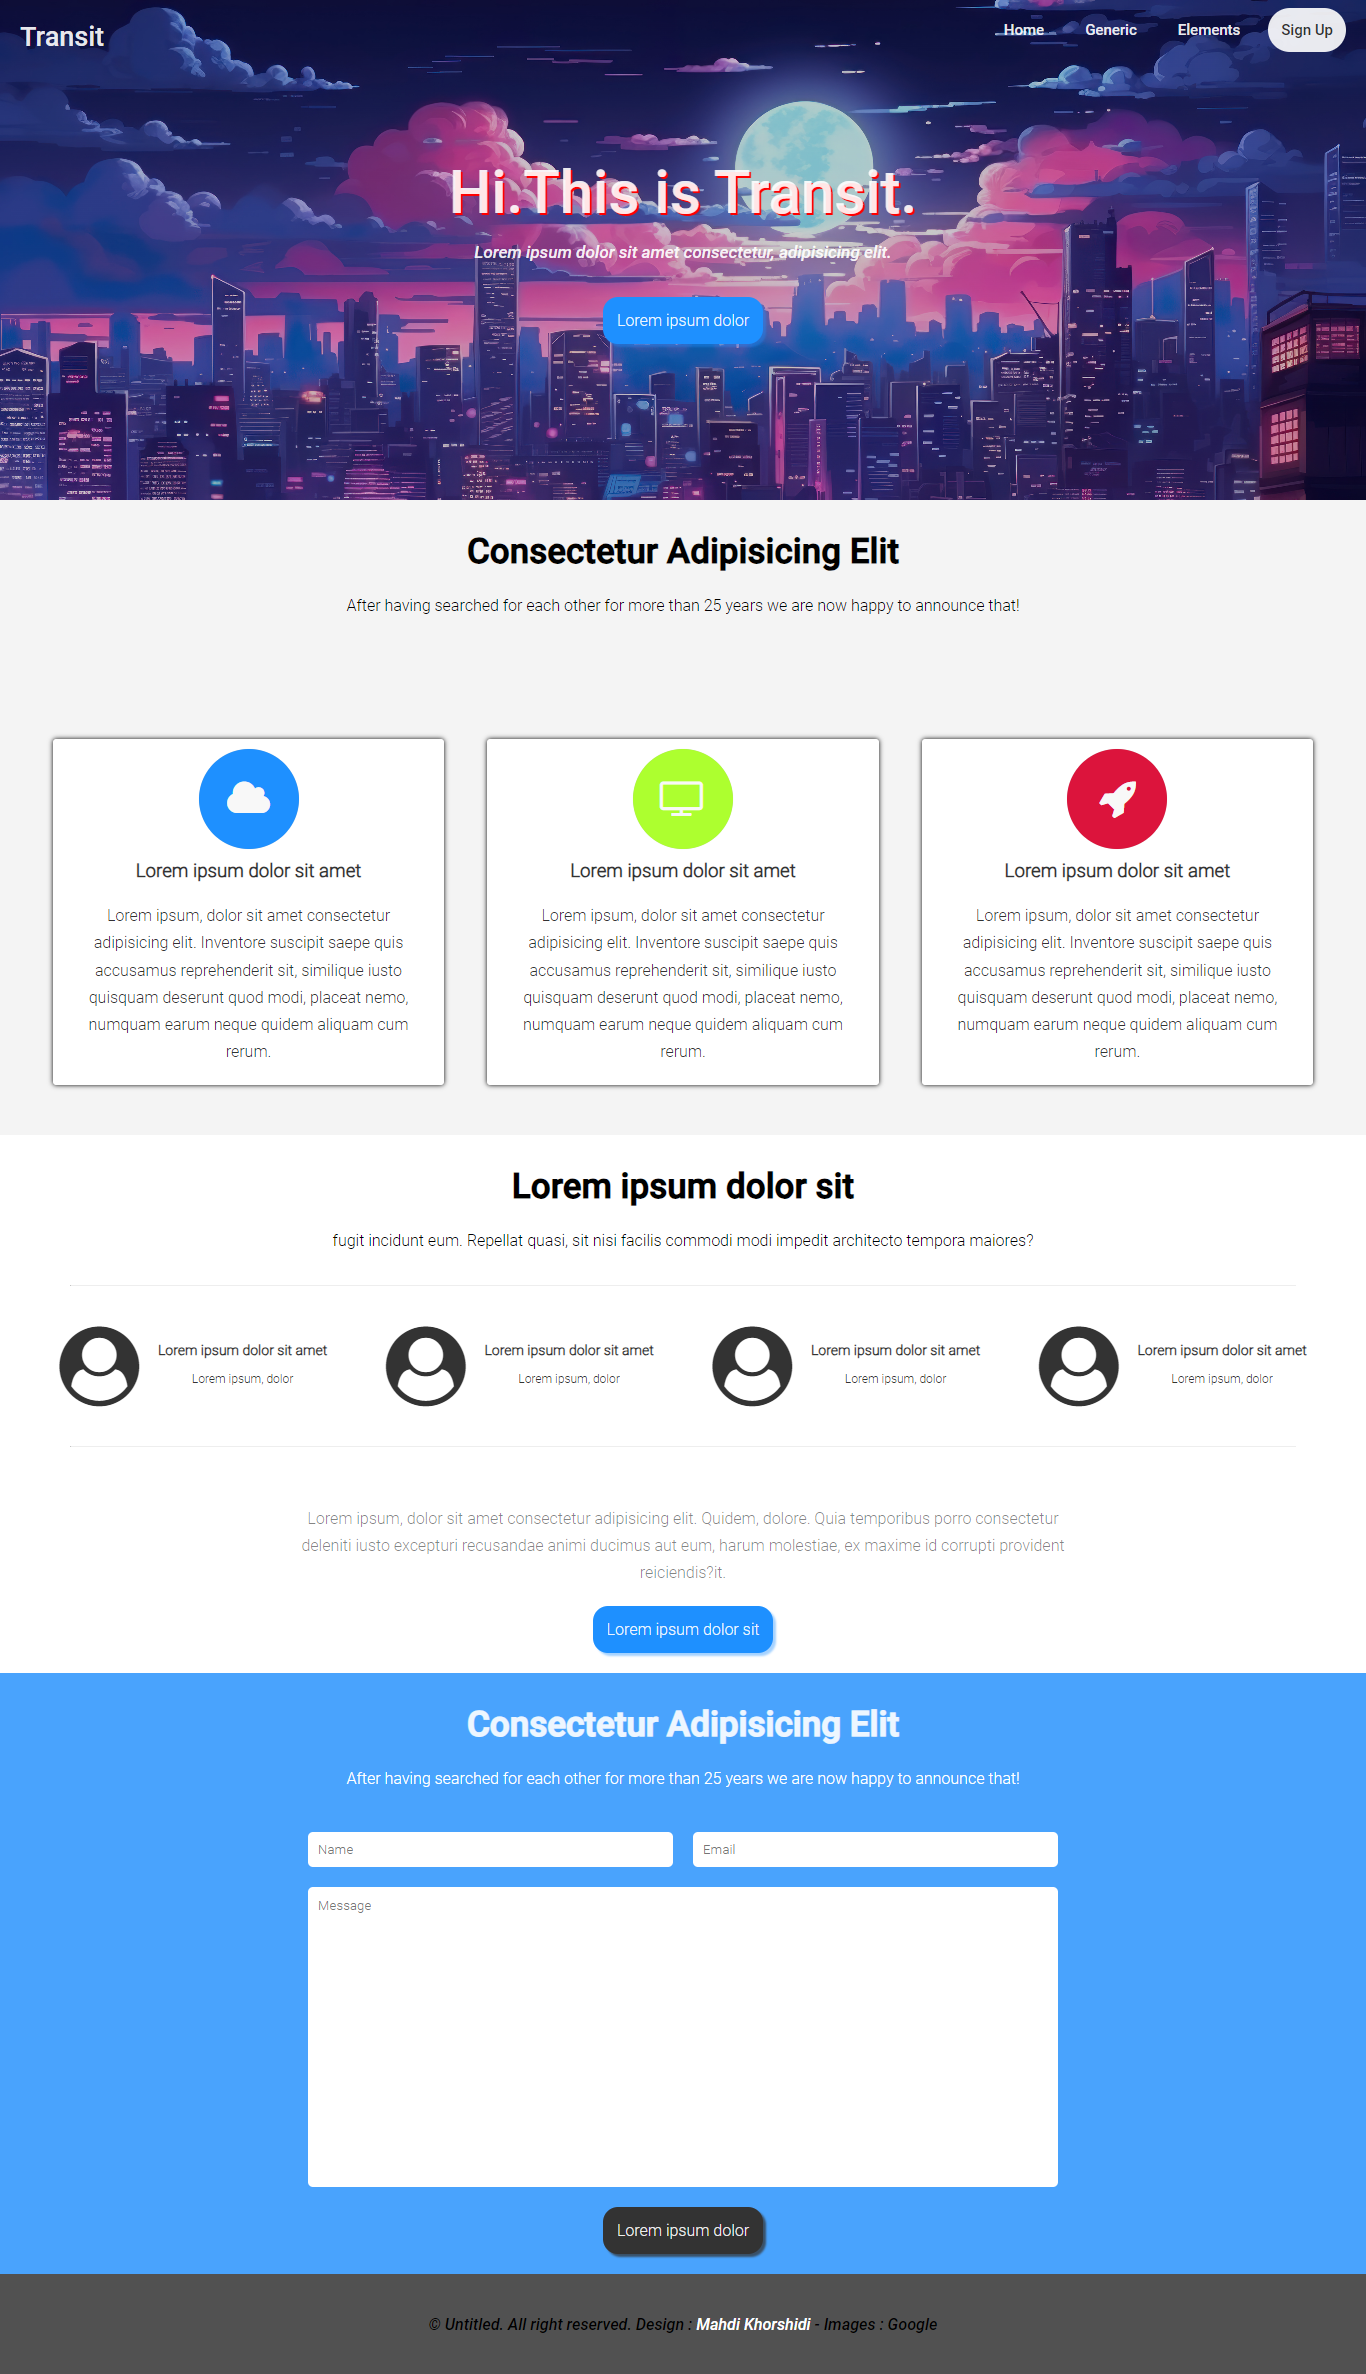 Transit
Home Generic Elements Sign Up
Hi.This is Transit.
Lorem ipsum dolor sit amet consectetur, adipisicing elit.
Lorem ipsum dolor
Consectetur Adipisicing Elit
After having searched for each other for more than 25 years we are now happy to announce that!
Lorem ipsum dolor sit amet
Lorem ipsum, dolor sit amet consectetur
adipisicing elit. Inventore suscipit saepe quis
accusamus reprehenderit sit, similique iusto
quisquam deserunt quod modi, placeat nemo,
numquam earum neque quidem aliquam cum
rerum.
Lorem ipsum dolor sit amet
Lorem ipsum, dolor sit amet consectetur
adipisicing elit. Inventore suscipit saepe quis
accusamus reprehenderit sit, similique iusto
quisquam deserunt quod modi, placeat nemo,
numquam earum neque quidem aliquam cum
rerum.
Lorem ipsum dolor sit amet
Lorem ipsum, dolor sit amet consectetur
adipisicing elit. Inventore suscipit saepe quis
accusamus reprehenderit sit, similique iusto
quisquam deserunt quod modi, placeat nemo,
numquam earum neque quidem aliquam cum
rerum.
Lorem ipsum dolor sit
fugit incidunt eum. Repellat quasi, sit nisi facilis commodi modi impedit architecto tempora maiores?
Lorem ipsum dolor sit amet
Lorem ipsum, dolor
Lorem ipsum dolor sit amet
Lorem ipsum, dolor
Lorem ipsum dolor sit amet
Lorem ipsum, dolor
Lorem ipsum dolor sit amet
Lorem ipsum, dolor
Lorem ipsum, dolor sit amet consectetur adipisicing elit. Quidem, dolore. Quia temporibus porro consectetur
deleniti iusto excepturi recusandae animi ducimus aut eum, harum molestiae, ex maxime id corrupti provident
reiciendis?it.
Lorem ipsum dolor sit
Consectetur Adipisicing Elit
After having searched for each other for more than 25 years we are now happy to announce that!
Name
Email
Message
Lorem ipsum dolor
© Untitled. All right reserved. Design : Mahdi Khorshidi - Images : Google